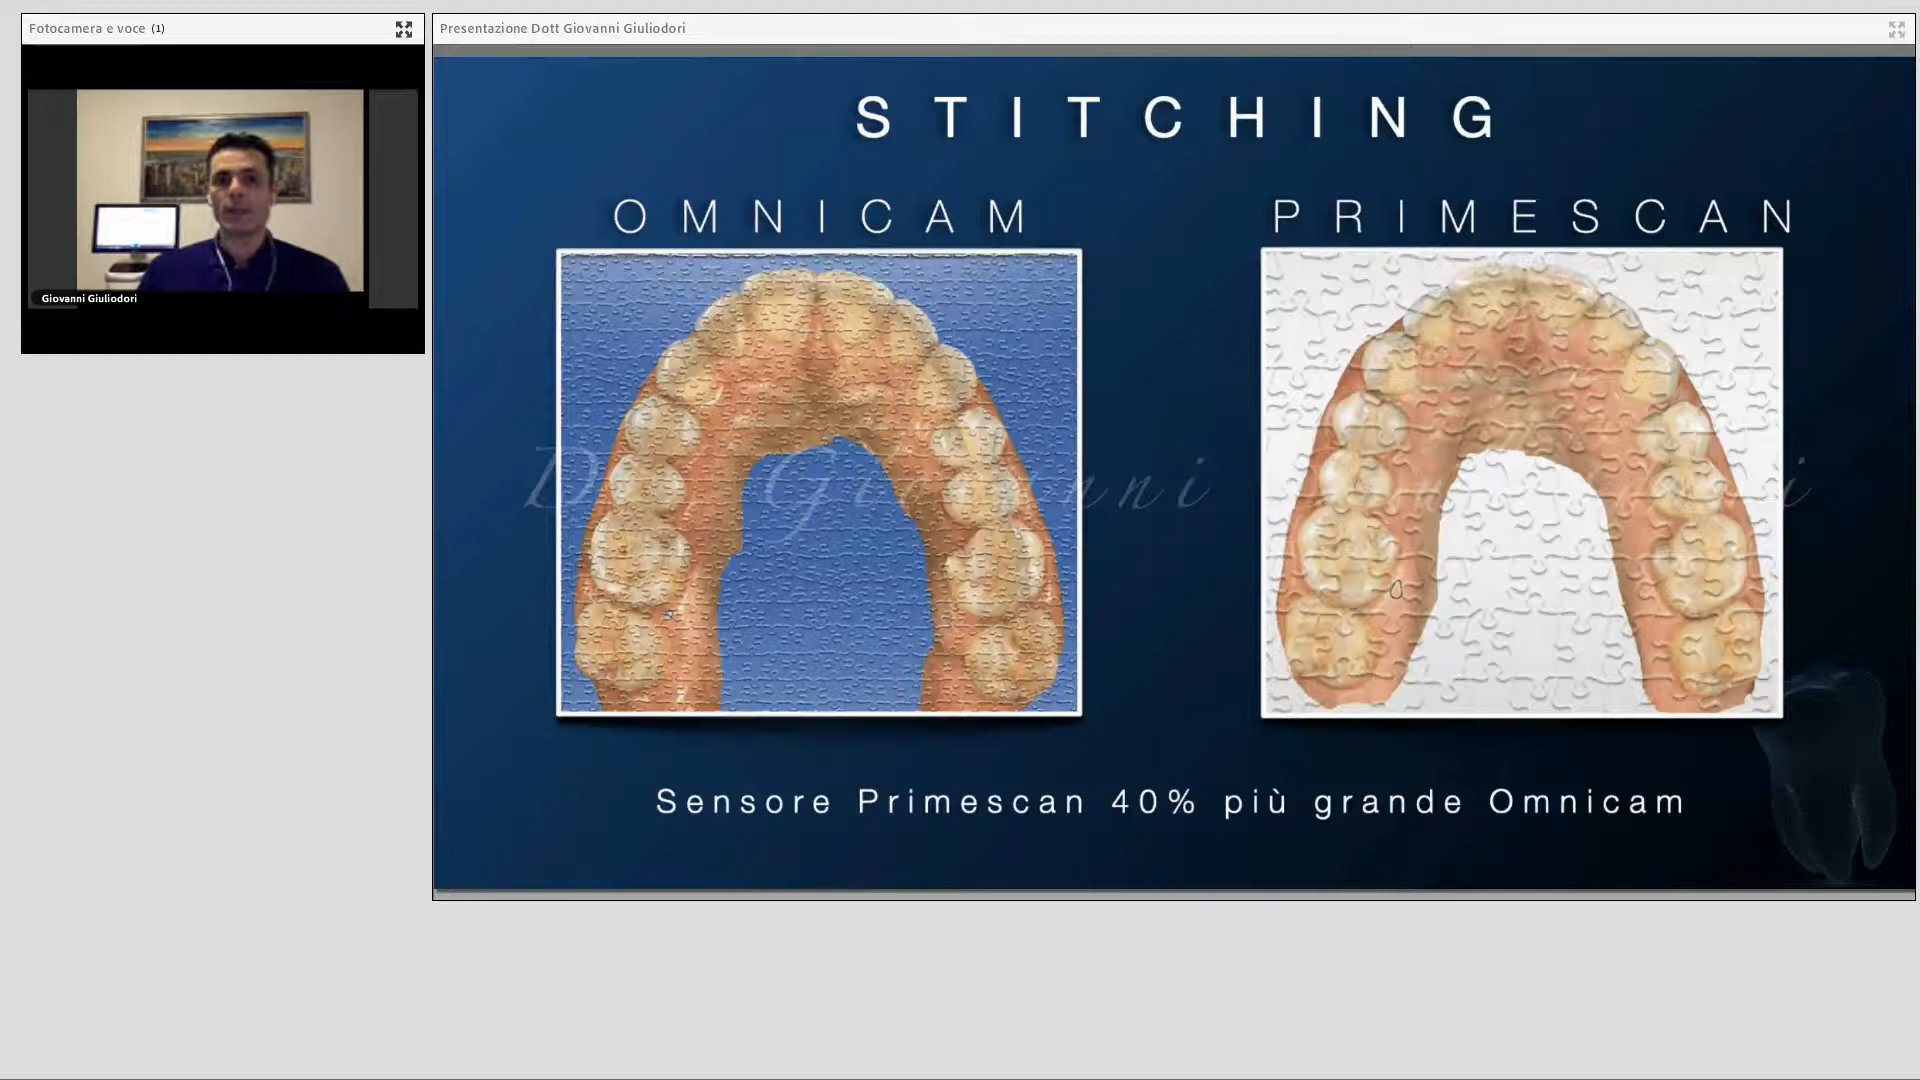 Fotocamera e voce (1)
Giovanni Giuliodori
Presentazione Dott Giovanni Giuliodori
STITCHING
OMNICAM
PRIMESCAN
Sensore Primescan 40% più grande Omnicam